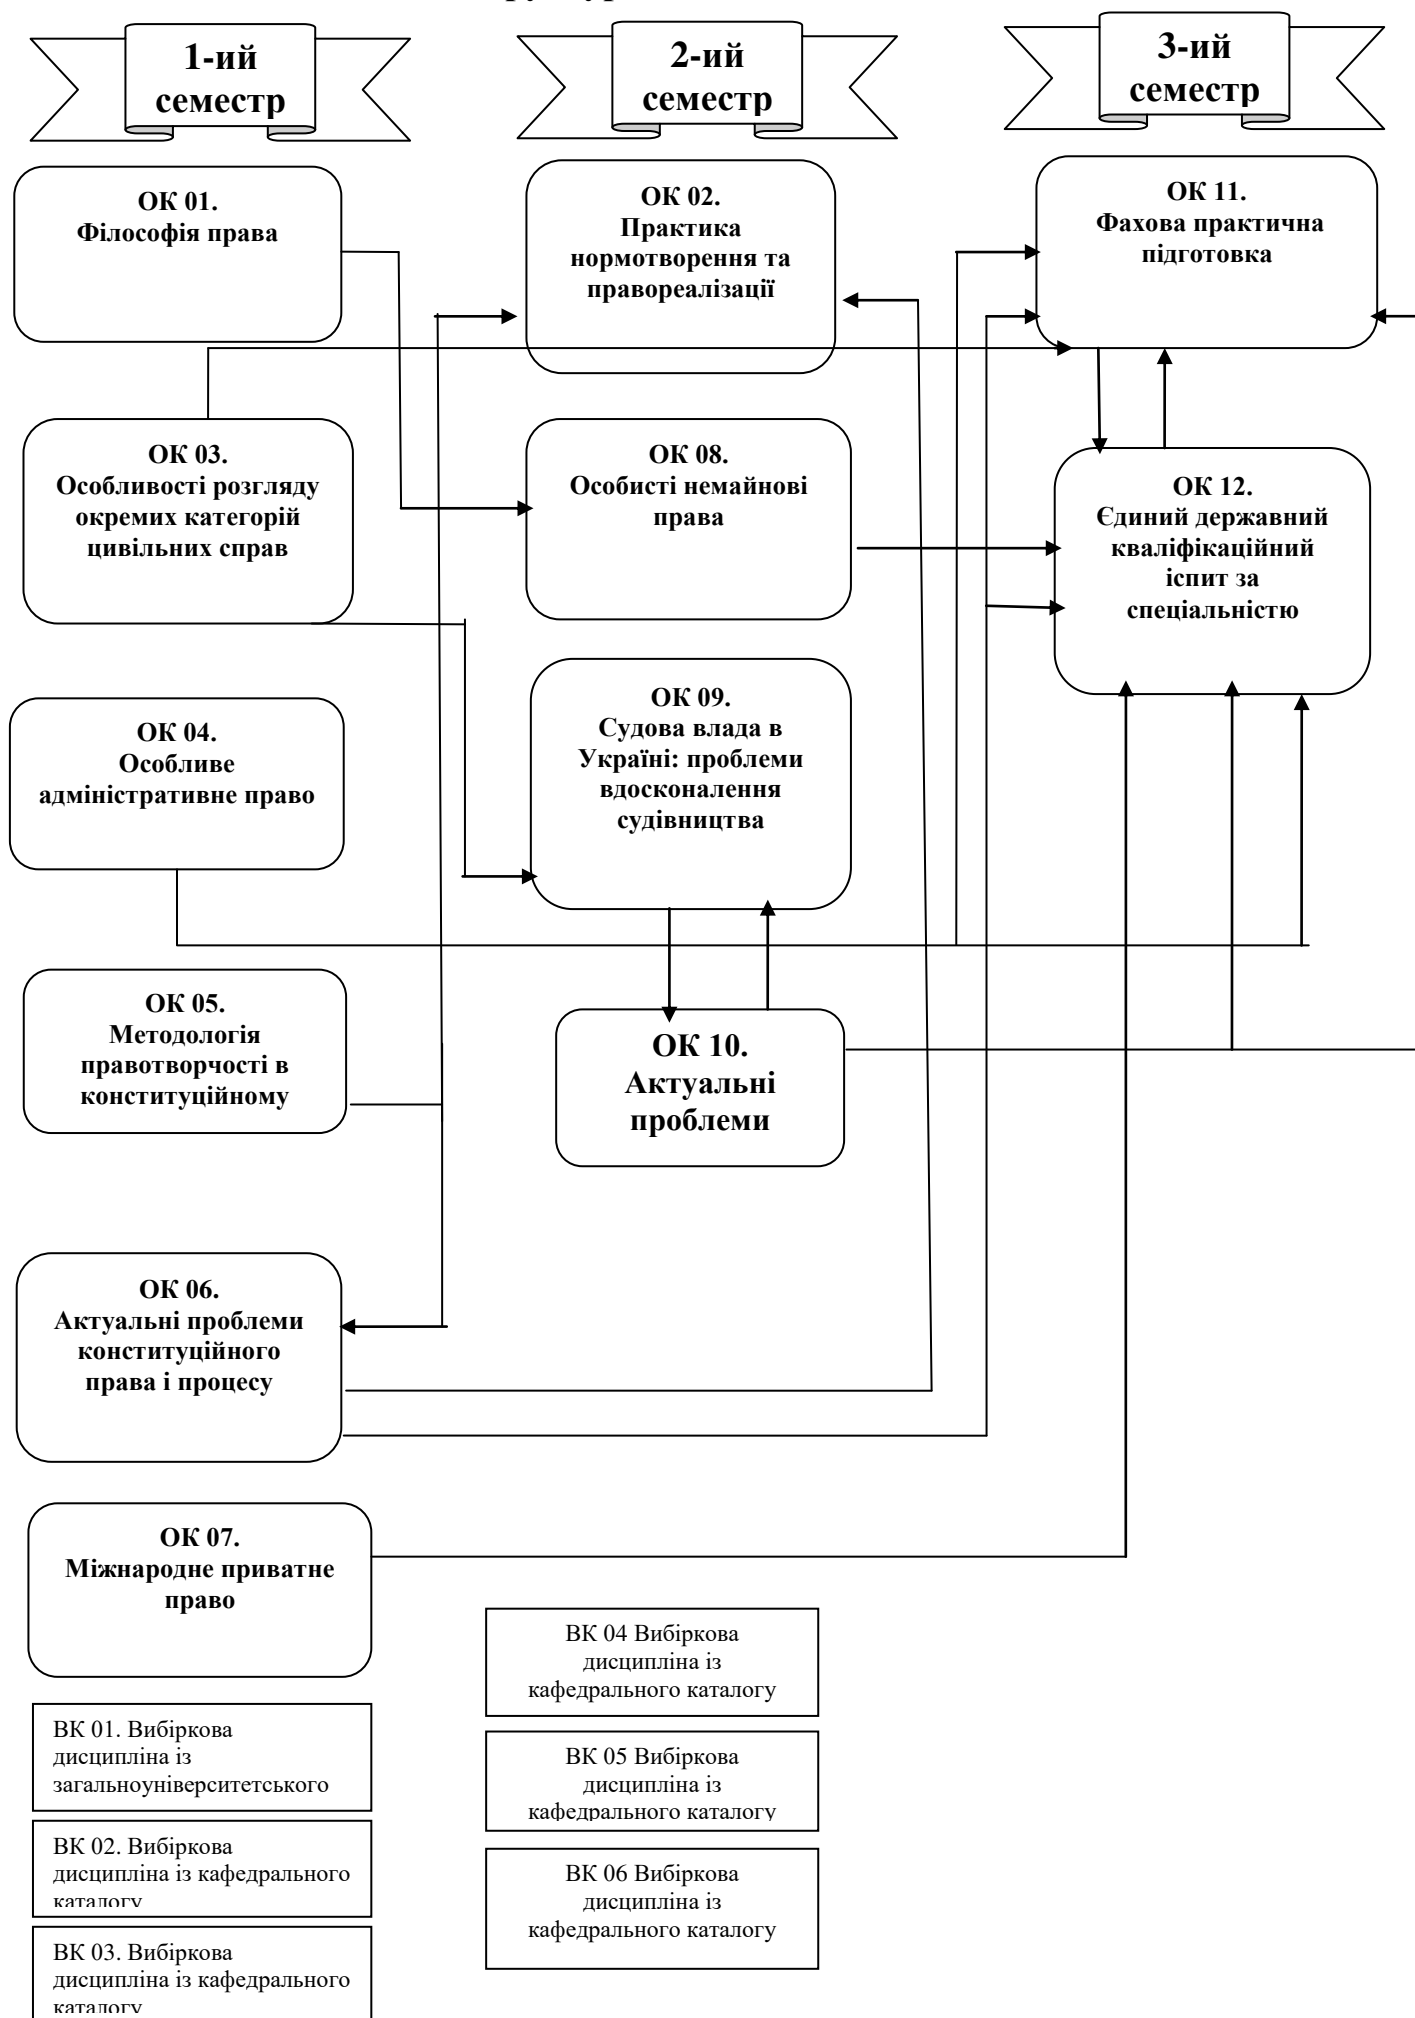 1-ий
семестр
2-ий
семестр
3-ий
семестр
ОК 01.
Філософія права
ОК 02.
Практика
нормотворення та
правореалізації
ОК 11.
Фахова практична
підготовка
ОК 03.
Особливості розгляду
окремих категорій
цивільних справ
ОК 08.
Особисті немайнові
права
ОК 12.
Єдиний державний
кваліфікаційний
іспит за
спеціальністю
ОК 04.
Особливе
адміністративне право
ОК 09.
Судова влада в
Україні: проблеми
вдосконалення
судівництва
ОК 05.
Методологія
правотворчості в
конституційному
ОК 10.
Актуальні
проблеми
ОК 06.
Актуальні проблеми
конституційного
права і процесу
ОК 07.
Міжнародне приватне
право
ВК 04 Вибіркова
дисципліна із
кафедрального каталогу
ВК 01. Вибіркова
дисципліна із
загальноуніверситетського
ВК 05 Вибіркова
дисципліна із
кафедрального каталогу
ВК 02. Вибіркова
дисципліна із кафедрального
каталогу
ВК 06 Вибіркова
дисципліна із
кафедрального каталогу
ВК 03. Вибіркова
дисципліна із кафедрального
каталогу